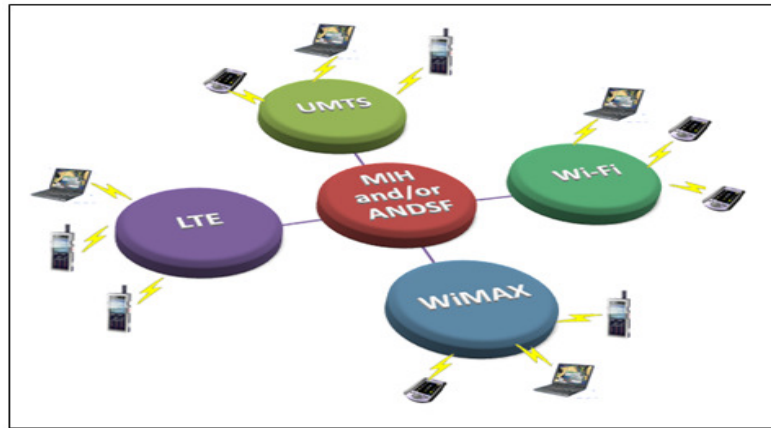 UMTS
Wi-Fi
MIH
and/or
ANDSF
LTE
WiMAX